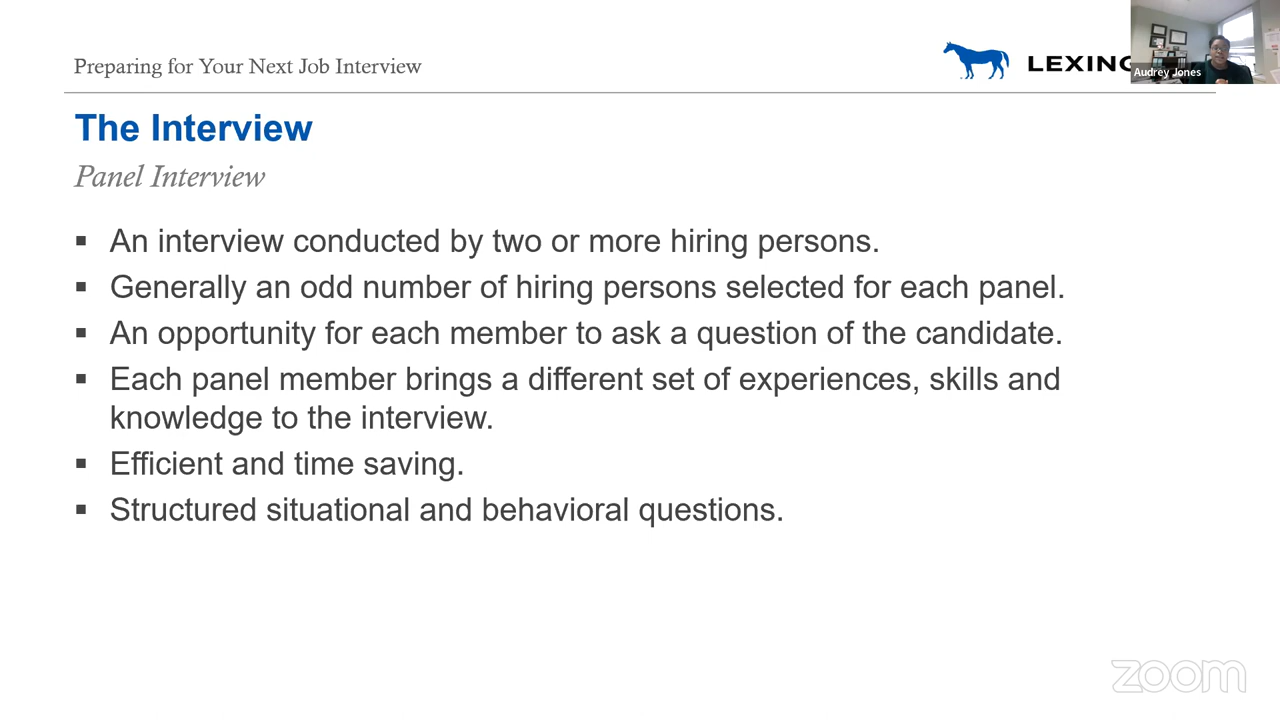 Preparing for Your Next Job Interview
LEXING
Audrey Jones
The Interview
Panel Interview
▪ An interview conducted by two or more hiring persons.
▪ Generally an odd number of hiring persons selected for each panel.
▪ An opportunity for each member to ask a question of the candidate.
▪ Each panel member brings a different set of experiences, skills and
knowledge to the interview.
▪ Efficient and time saving.
▪ Structured situational and behavioral questions.
zoom